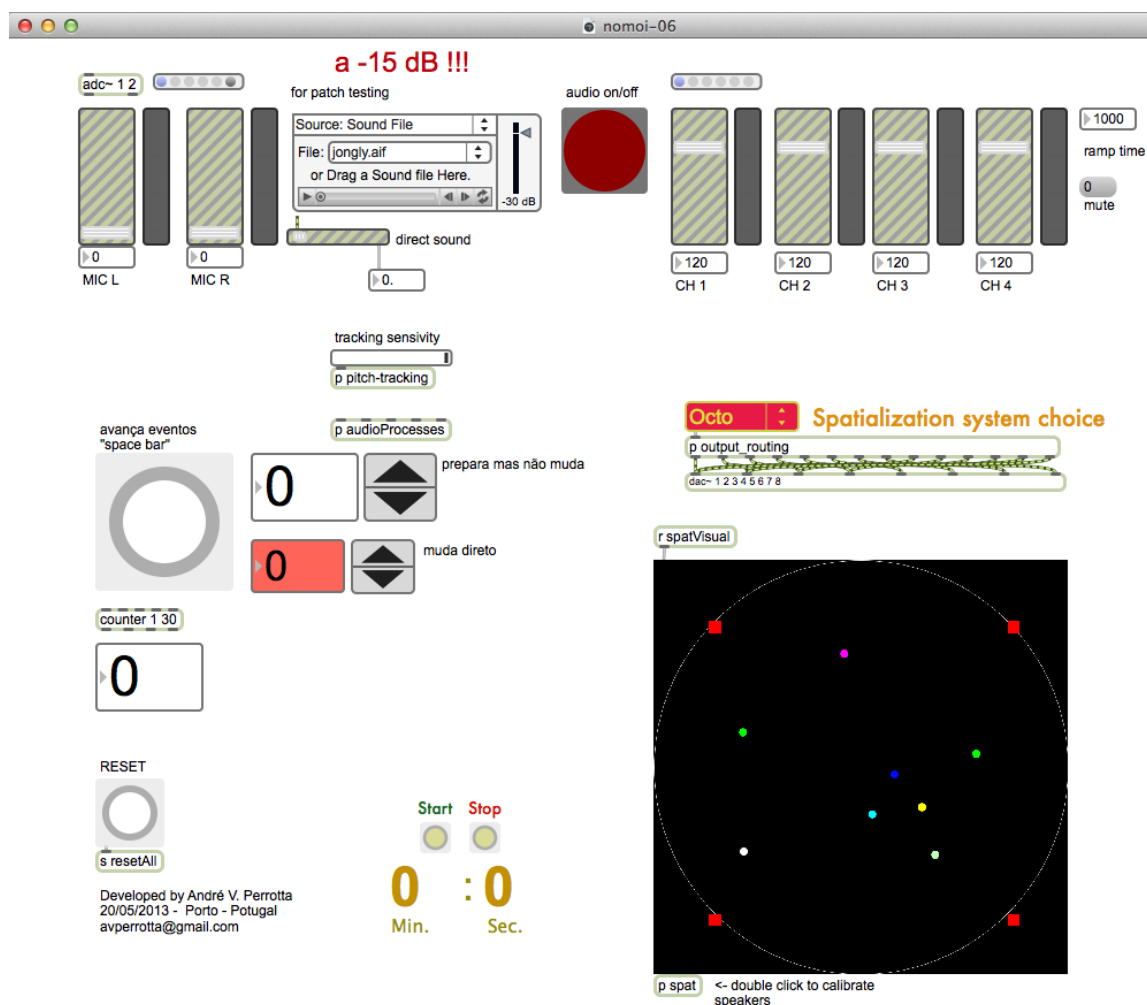 nomoi-06
a -15 dB !!!
adc~ 1 2
for patch testing
audio on/off
Source: Sound File
File: jongly.aif
or Drag a Sound file Here.
-30 dB
1000
ramp time
0
mute
direct sound
0
0
0.
120
120
120
120
MIC L
MIC R
CH 1
CH 2
CH 3
CH 4
tracking sensivity
p pitch-tracking
p audioProcesses
Octo
Spatialization system choice
p output_routing
dac~ 1 2 3 4 5 6 7 8
avança eventos
"space bar"
0
prepara mas não muda
0
muda direto
r spatVisual
counter 1 30
0
RESET
s resetAll
Start
Stop
0 : 0
Min.
Sec.
Developed by André V. Perrotta
20/05/2013 - Porto - Potugal
avperrotta@gmail.com
p spat
<- double click to calibrate
speakers